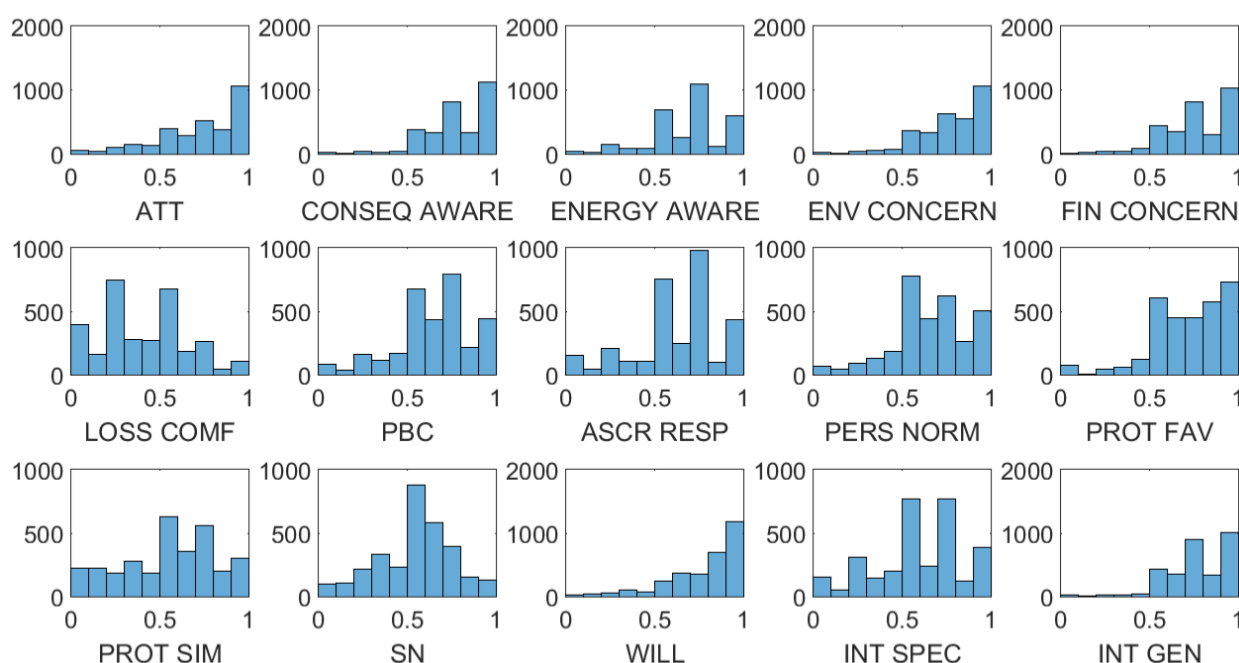 2000 2000 2000 2000 2000
1000 1000 1000 1000 1000
0 0 0 0 0
0 0.5 1 0 0.5 1 0 0.5 1 0 0.5 1 0 0.5 1
ATT CONSEQ AWARE ENERGY AWARE ENV CONCERN FIN CONCERN
1000 1000 1000 1000 1000
500 500 500 500 500
0 0 0 0 0
0 0.5 1 0 0.5 1 0 0.5 1 0 0.5 1 0 0.5 1
LOSS COMF PBC ASCR RESP PERS NORM PROT FAV
1000 1000 2000 1000 2000
500 500 1000 500 1000
0 0 0 0 0
0 0.5 1 0 0.5 1 0 0.5 1 0 0.5 1 0 0.5 1
PROT SIM SN WILL INT SPEC INT GEN